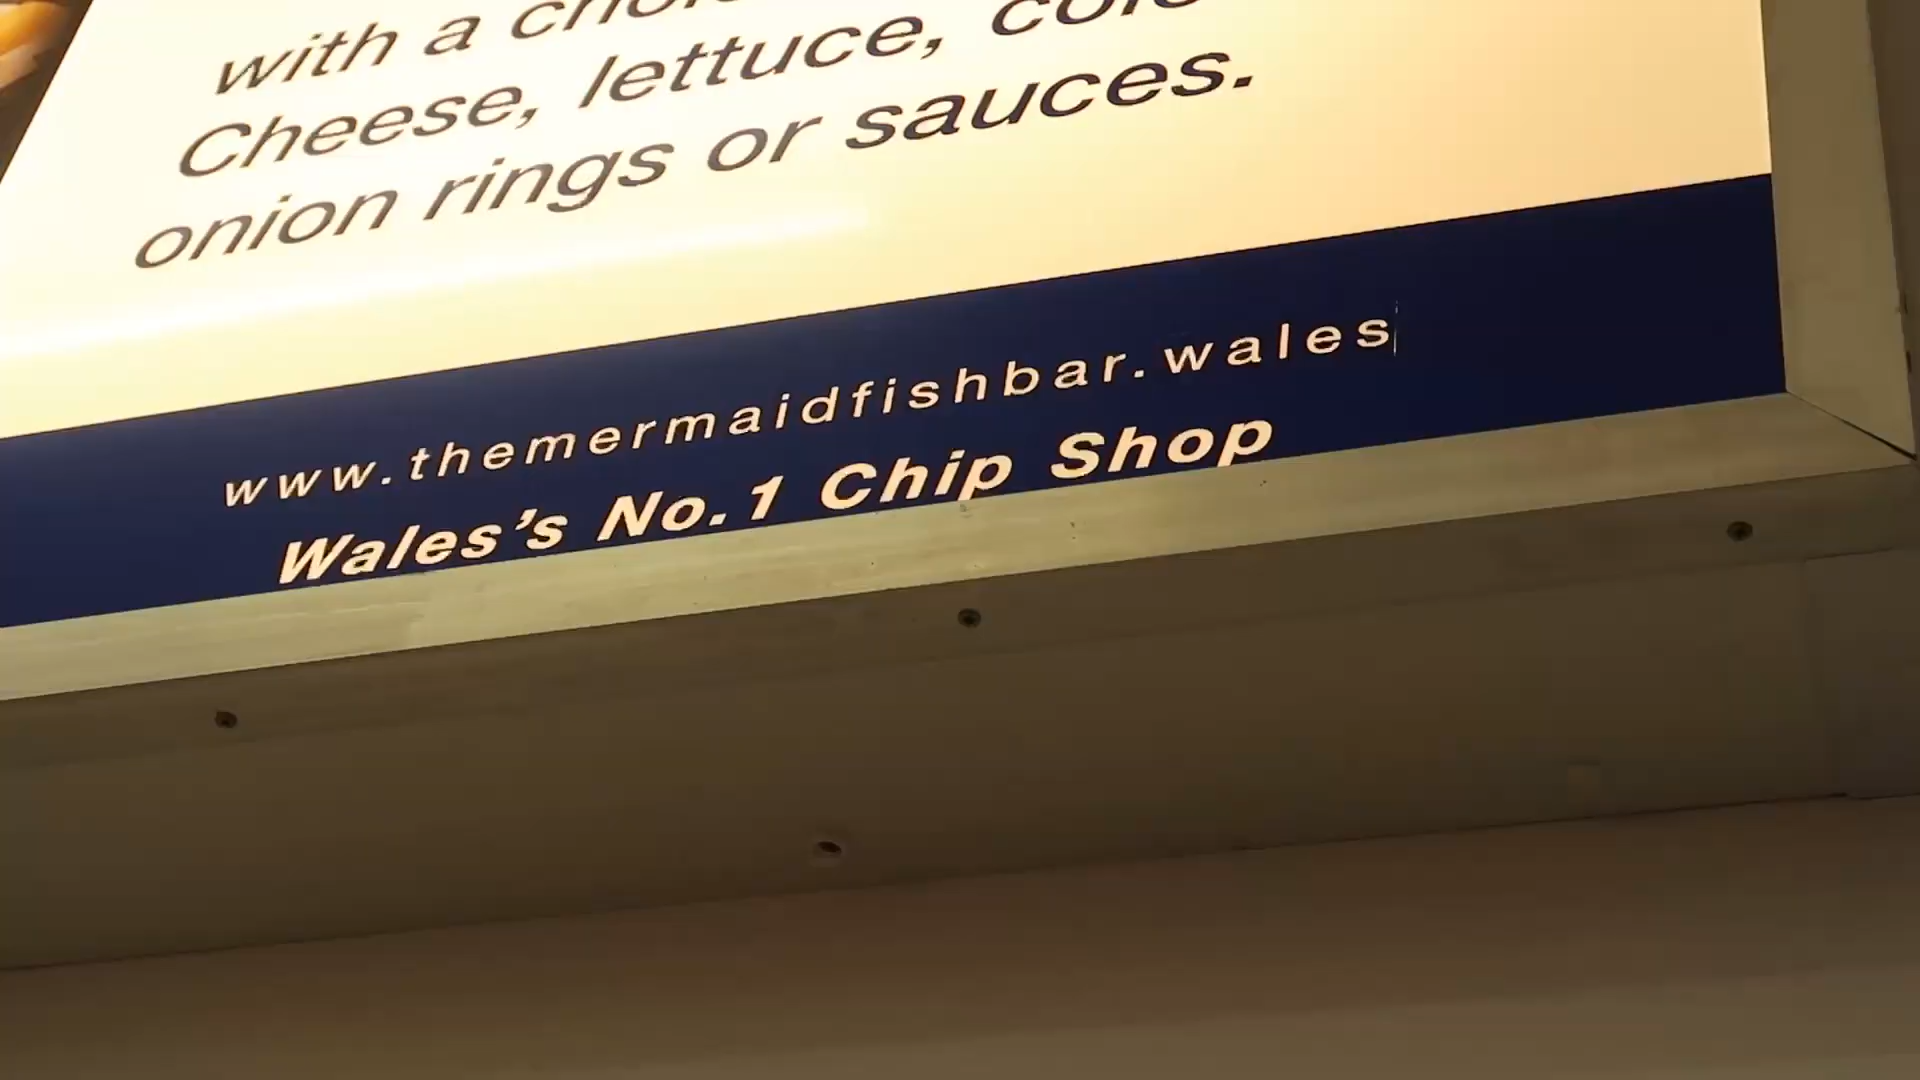 with a
Cheese, lettuce,
onion rings or sauces.
www.themermaidfishbar.wales
Wales's No.1 Chip Shop